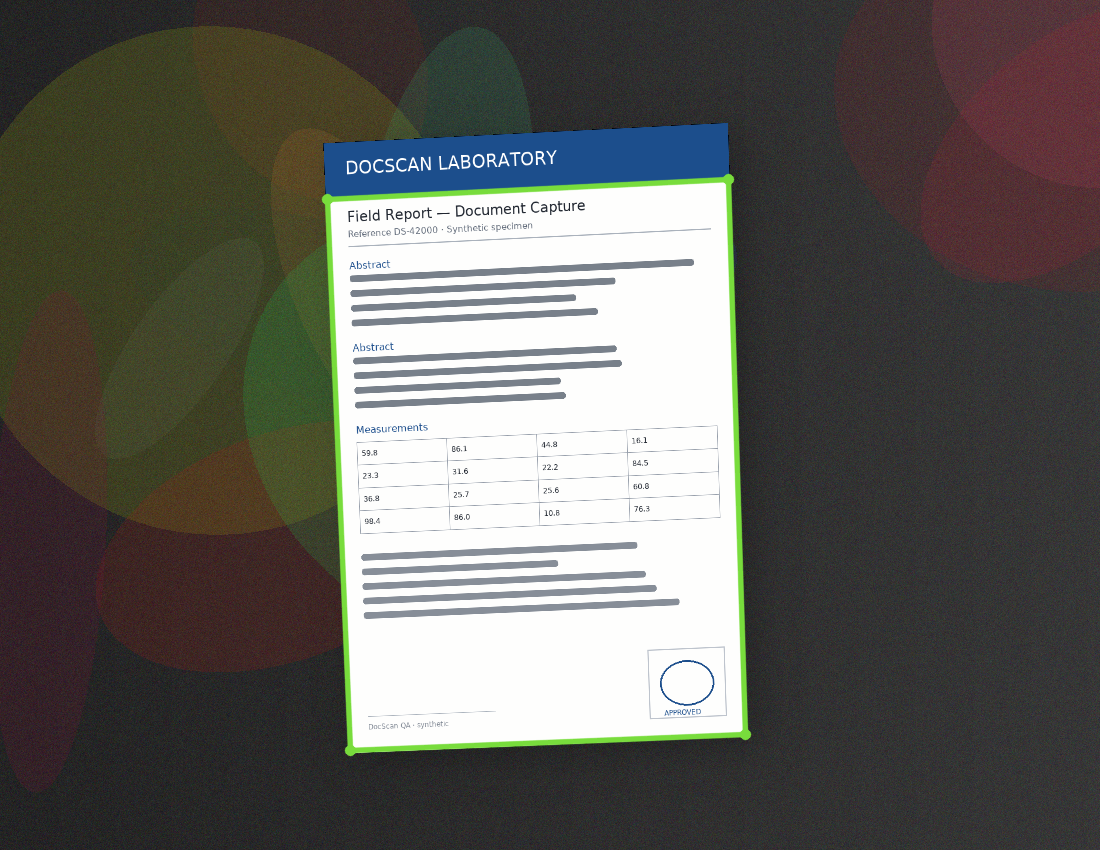 DOCSCAN LABORATORY
Field Report — Document Capture
Reference DS-42000 · Synthetic specimen
Abstract
Abstract
Measurements
59.8 86.1 44.8 16.1
23.3 31.6 22.2 84.5
36.8 25.7 25.6 60.8
98.4 86.0 10.8 76.3
APPROVED
DocScan QA · synthetic